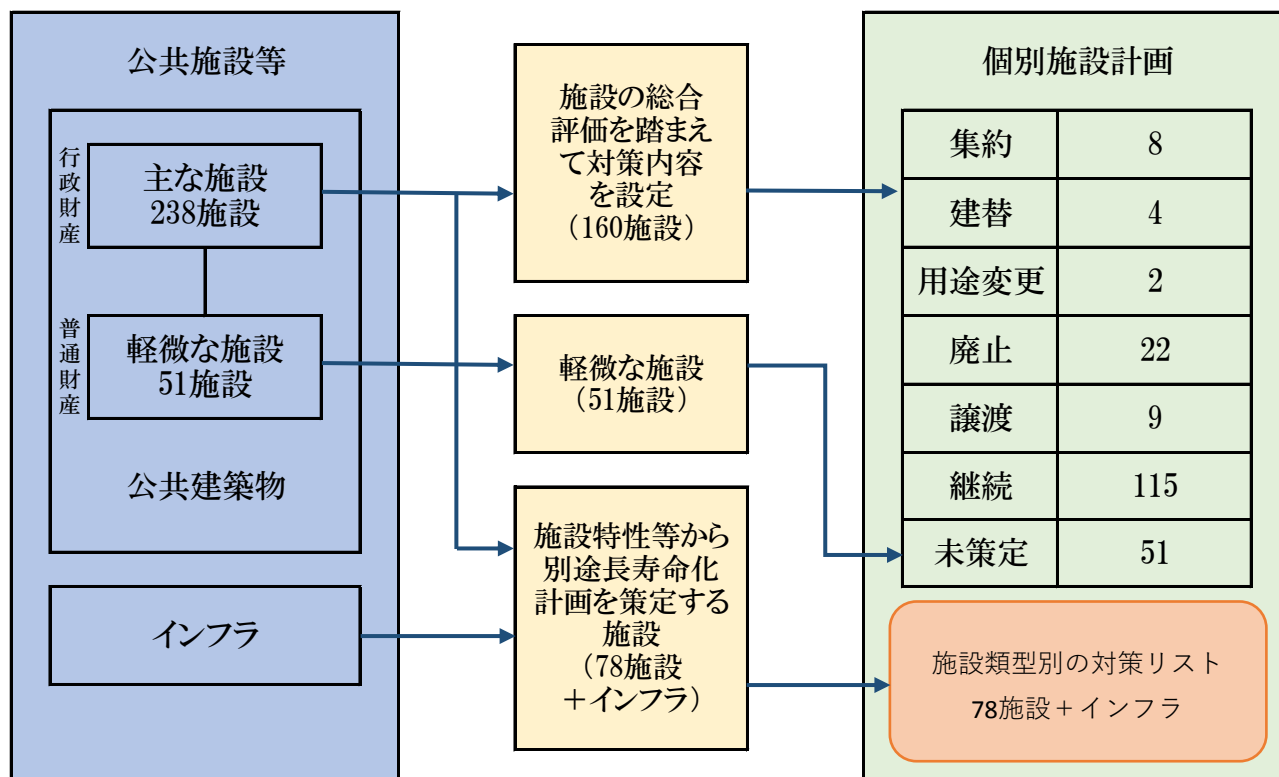 公共施設等
行政財産
主な施設
238施設
普通財産
軽微な施設
51施設
公共建築物
インフラ
施設の総合
評価を踏まえ
て対策内容
を設定
（160施設）
軽微な施設
（51施設）
施設特性等から
別途長寿命化
計画を策定する
施設
（78施設
＋インフラ）
個別施設計画
集約 8
建替 4
用途変更 2
廃止 22
譲渡 9
継続 115
未策定 51
施設類型別の対策リスト
78施設＋インフラ